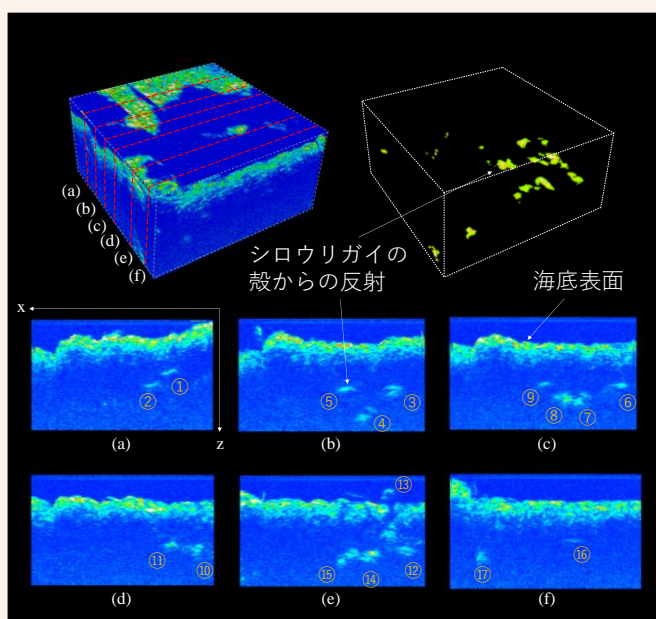 (a)
(b)
(c)
(d)
(e)
(f)
シロウリガイの
殻からの反射
海底表面
x
z
①
②
(a)
③
④
⑤
(b)
⑥
⑦
⑧
⑨
(c)
⑩
⑪
(d)
⑫
⑬
⑭
⑮
(e)
⑯
⑰
(f)